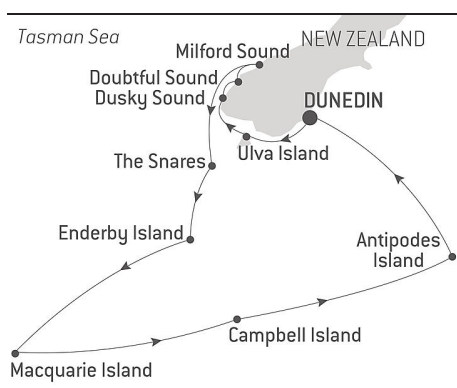 Tasman Sea
NEW ZEALAND
Milford Sound
Doubtful Sound
Dusky Sound
DUNEDIN
Ulva Island
The Snares
Enderby Island
Antipodes
Island
Campbell Island
Macquarie Island